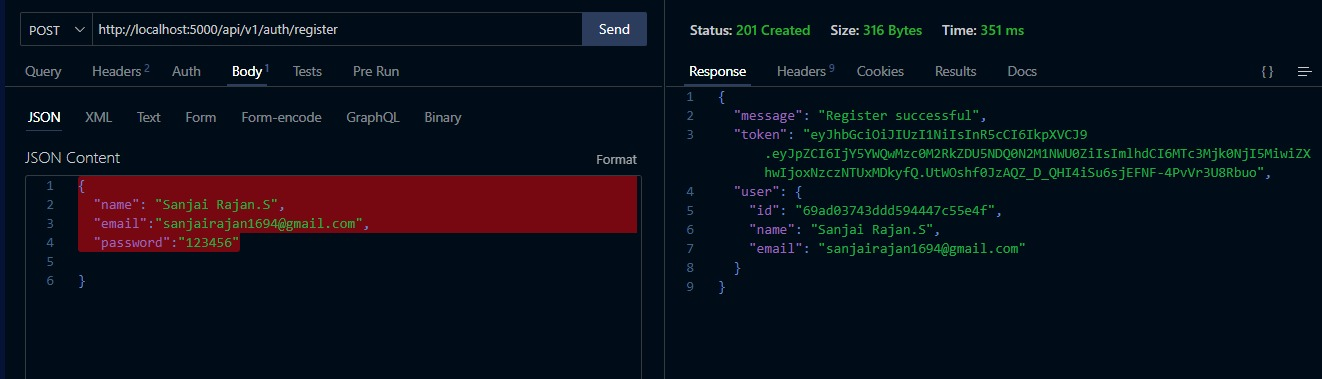 POST http://localhost:5000/api/v1/auth/register Send
Query Headers 2 Auth Body 1 Tests Pre Run
JSON XML Text Form Form-encode GraphQL Binary
JSON Content Format
1 {
2 "name": "Sanjai Rajan.S",
3 "email":"sanjairajan1694@gmail.com",
4 "password":"123456"
5
6 }
Status: 201 Created Size: 316 Bytes Time: 351 ms
Response Headers 9 Cookies Results Docs {}
1 {
2 "message": "Register successful",
3 "token": "eyJhbGciOiJIUzI1NiIsInR5cCI6IkpXVCJ9
.eyJpZCI6IjY5YWQwMzc0M2RkZDU5NDQ0N2M1NWU0ZiIsImlhdCI6MTc3Mjk0NjI5MiwiZX
hwIjoxNzczNTUxMDkyfQ.UtWOshf0JzAQZ_D_QHI4iSu6sjEFNF-4PvVr3U8Rbuo",
4 "user": {
5 "id": "69ad03743ddd594447c55e4f",
6 "name": "Sanjai Rajan.S",
7 "email": "sanjairajan1694@gmail.com"
8 }
9 }